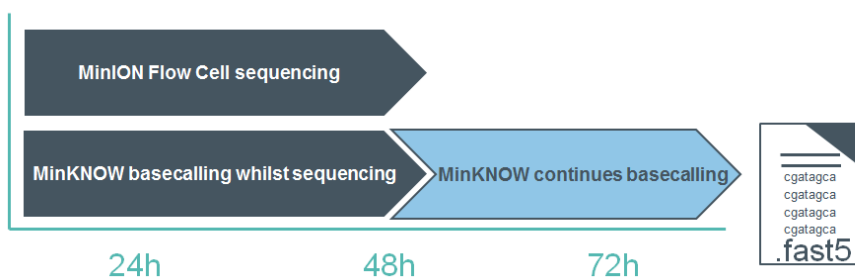 MinION Flow Cell sequencing
MinKNOW basecalling whilst sequencing
MinKNOW continues basecalling
cgatagca
cgatagca
cgatagca
cgatagca
.fast5
24h
48h
72h